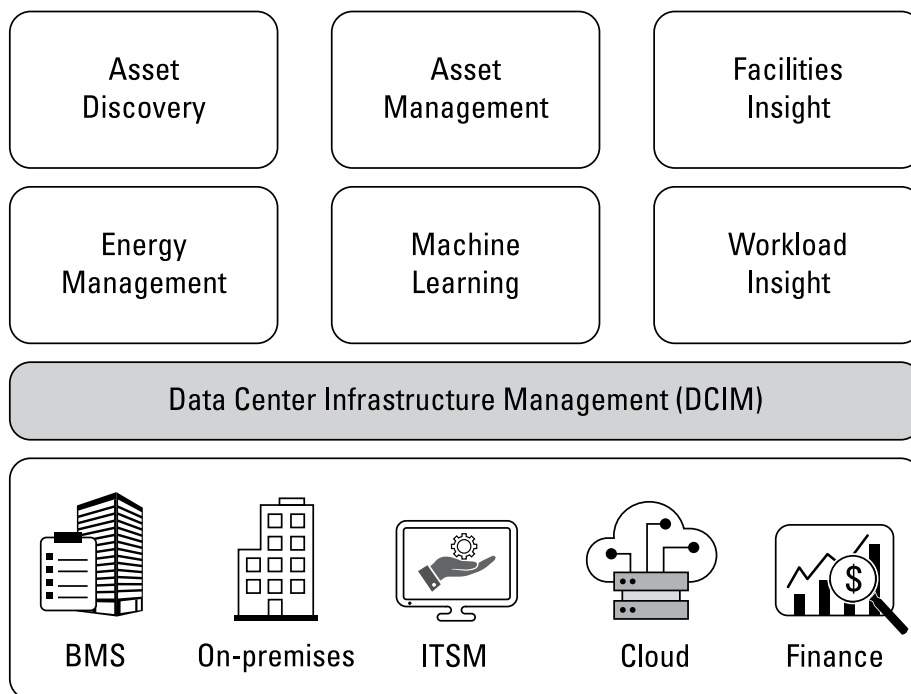 Asset
Discovery
Asset
Management
Facilities
Insight
Energy
Management
Machine
Learning
Workload
Insight
Data Center Infrastructure Management (DCIM)
$
BMS
On-premises
ITSM
Cloud
Finance